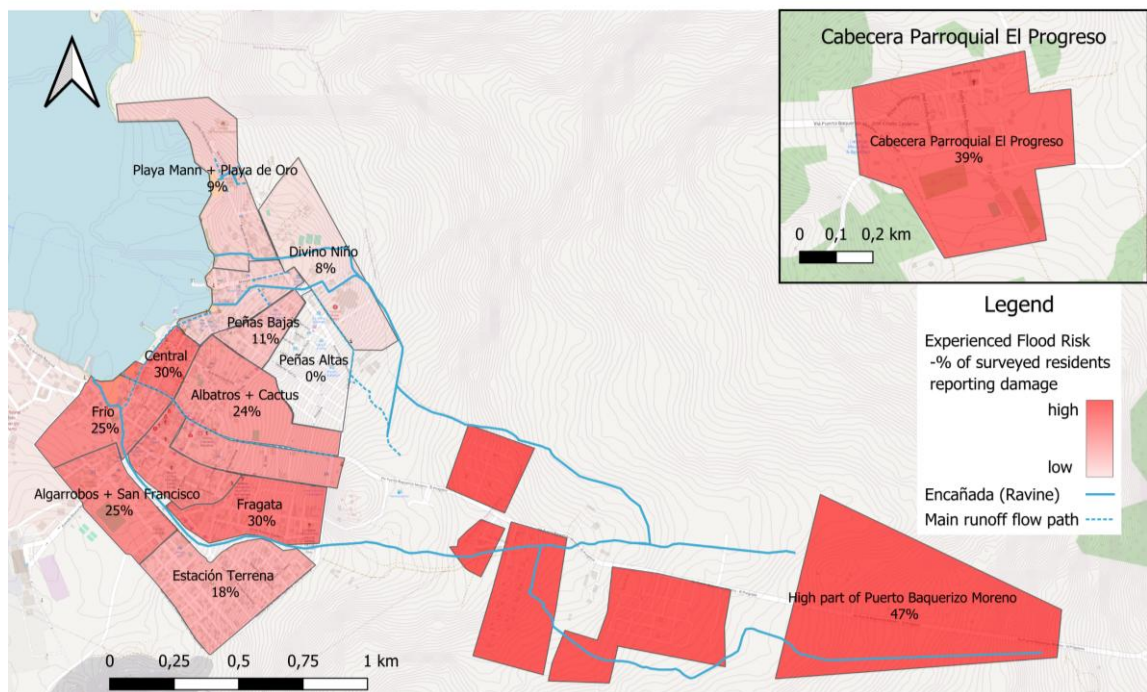 Cabecera Parroquial El Progreso
Cabecera Parroquial El Progreso
39%
0 0,1 0,2 km
Playa Mann + Playa de Oro
9%
Divino Niño
8%
Peñas Bajas
11%
Peñas Altas
0%
Central
30%
Albatros + Cactus
24%
Frio
25%
Algarrobos + San Francisco
25%
Fragata
30%
Estación Terrena
18%
High part of Puerto Baquerizo Moreno
47%
Legend
Experienced Flood Risk
-% of surveyed residents
reporting damage
high
low
Encañada (Ravine)
Main runoff flow path
0 0,25 0,5 0,75 1 km